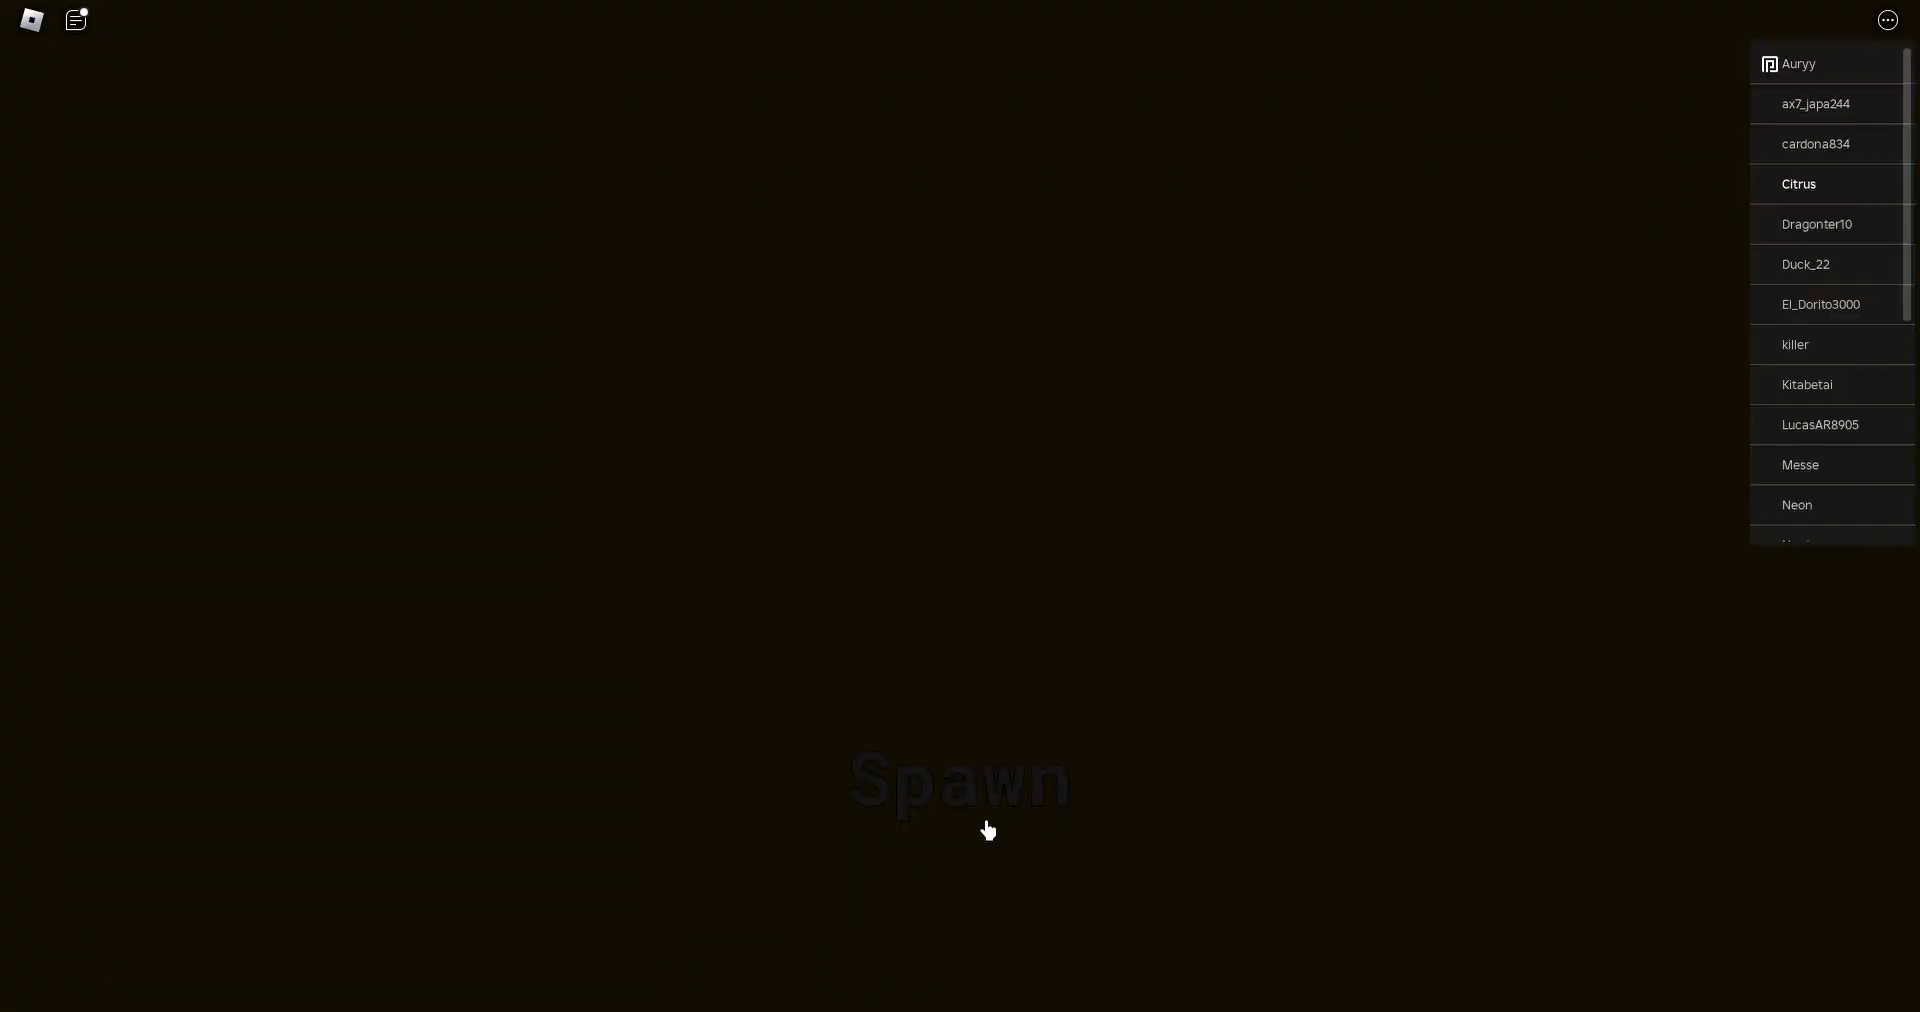 Auryy
ax7_japa244
cardona834
Citrus
Dragonter10
Duck_22
El_Dorito3000
killer
Kitabetai
LucasAR8905
Messe
Neon
Spawn